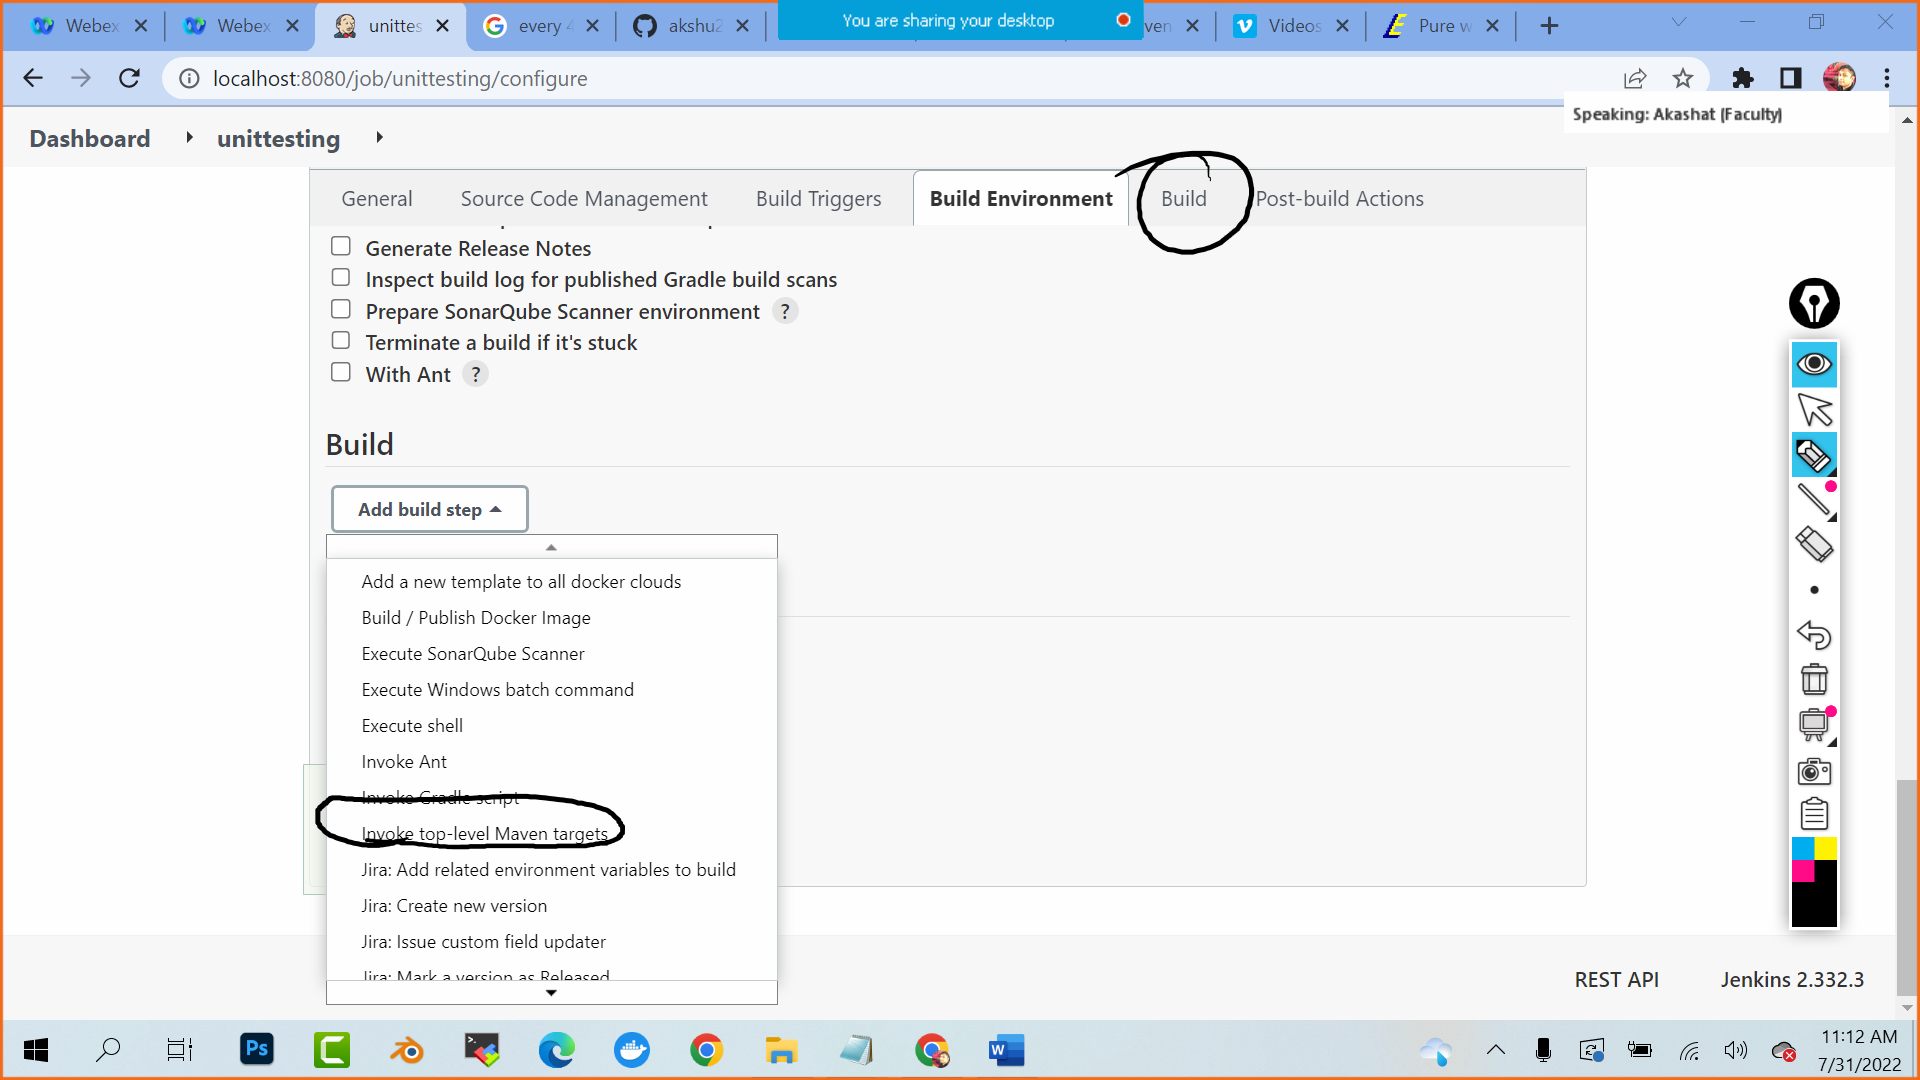 Webex
Webex
unittes
every 4
akshu2
You are sharing your desktop
ven
Videos
Pure w
localhost:8080/job/unittesting/configure
Speaking: Akashat (Faculty)
Dashboard
unittesting
General
Source Code Management
Build Triggers
Build Environment
Build
Post-build Actions
Generate Release Notes
Inspect build log for published Gradle build scans
Prepare SonarQube Scanner environment ?
Terminate a build if it's stuck
With Ant ?
Build
Add build step
Add a new template to all docker clouds
Build / Publish Docker Image
Execute SonarQube Scanner
Execute Windows batch command
Execute shell
Invoke Ant
Invoke Gradle script
Invoke top-level Maven targets
Jira: Add related environment variables to build
Jira: Create new version
Jira: Issue custom field updater
Jira: Mark a version as Released
REST API
Jenkins 2.332.3
Ps
C
W
11:12 AM
7/31/2022